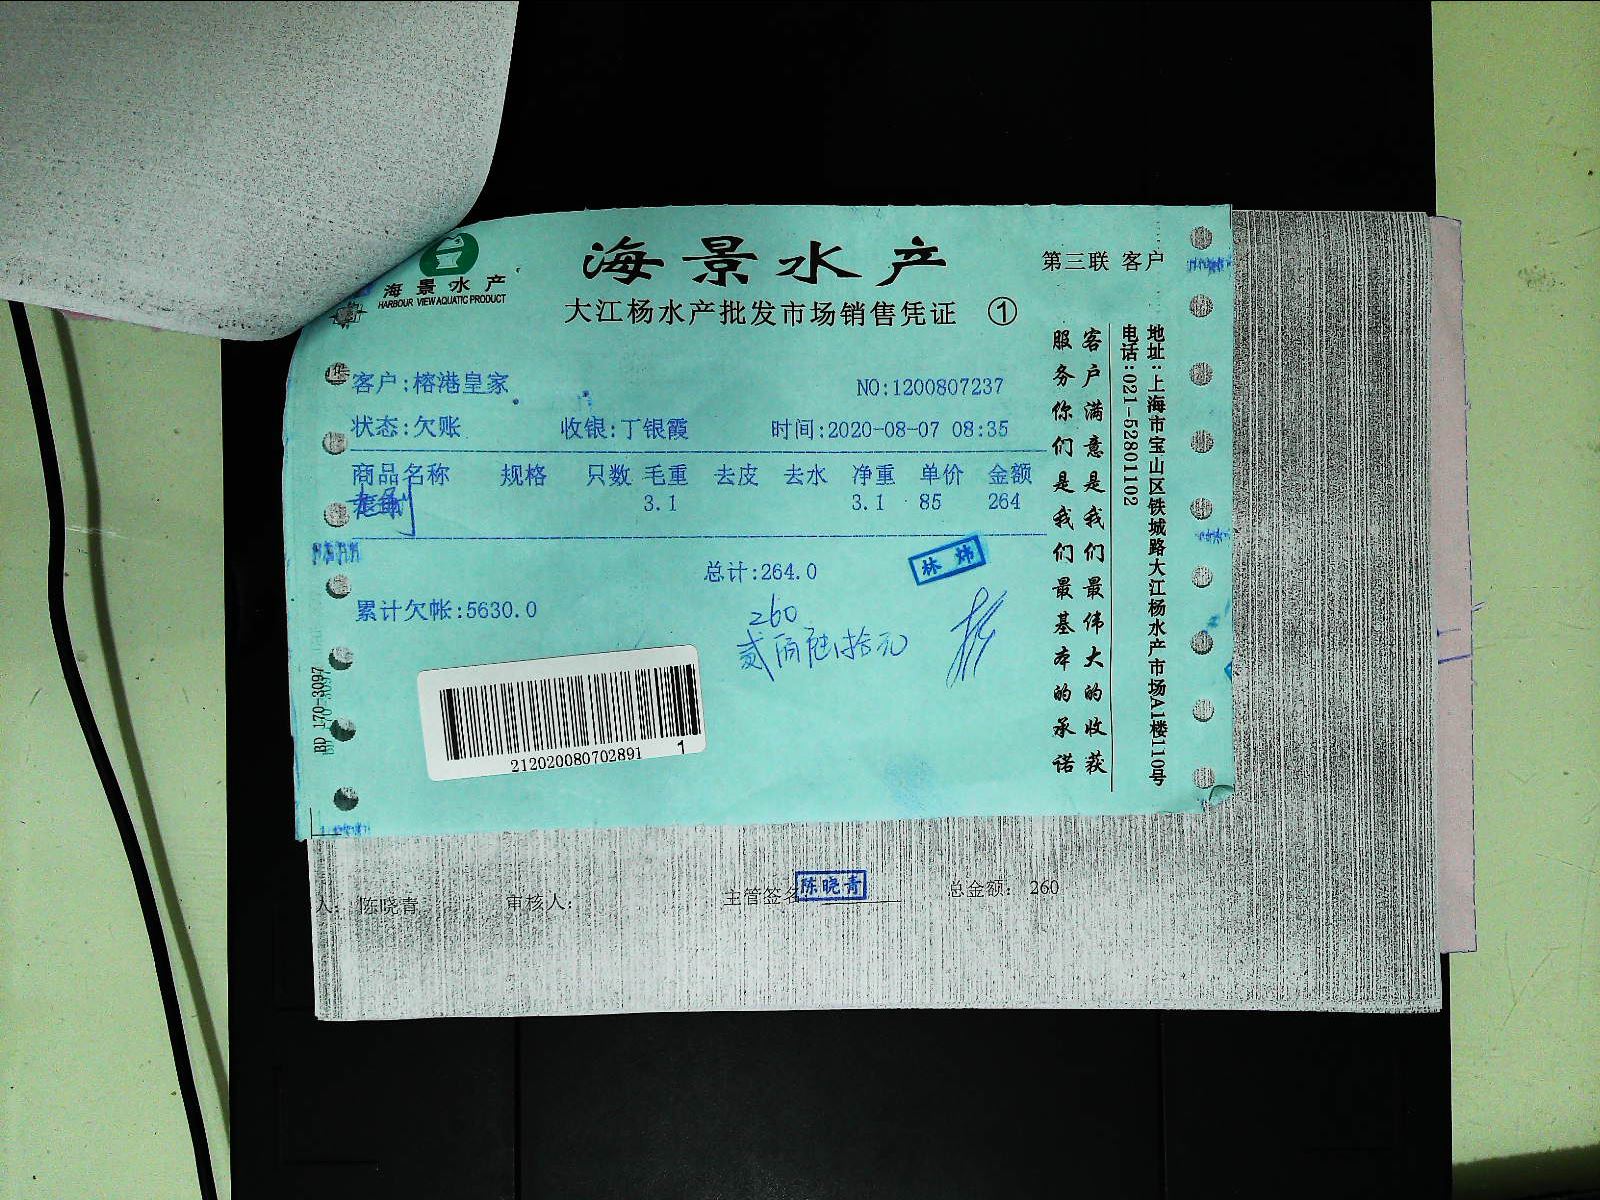 海景水产
HARBOUR VIEW AQUATIC PRODUCT
海景水产
第三联 客户
大江杨水产批发市场销售凭证 ①
客户:榕港皇家
NO:1200807237
状态:欠账 收银:丁银霞 时间:2020-08-07 08:35
商品名称 规格 只数 毛重 去皮 去水 净重 单价 金额
3.1 3.1 85 264
总计:264.0
林炜
累计欠帐:5630.0
260
贰佰陆拾元
212020080702891
1
BD 170-3097
客户满意是我们最伟大的收获
服务你们是我们最基本的承诺
地址:上海市宝山区铁城路大江杨水产市场A1楼110号
电话:021-52801102
人: 陈晓青 审核人: 主管签名 陈晓青 总金额: 260